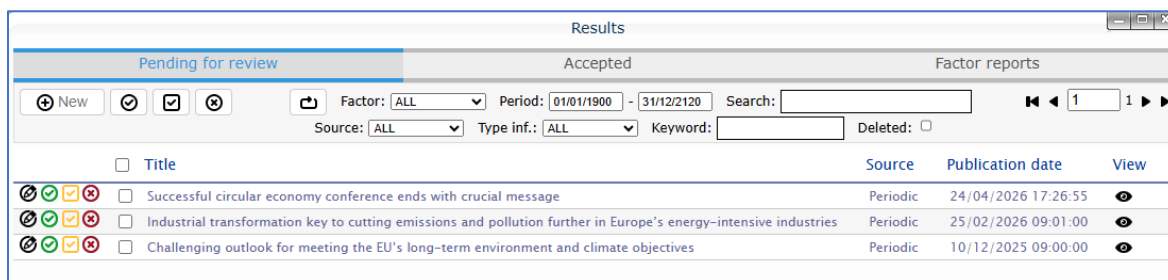 Results
Pending for review Accepted Factor reports
New Factor: ALL Period: 01/01/1900 - 31/12/2120 Search: 1 1
Source: ALL Type inf.: ALL Keyword: Deleted:
Title Source Publication date View
Successful circular economy conference ends with crucial message Periodic 24/04/2026 17:26:55
Industrial transformation key to cutting emissions and pollution further in Europe's energy-intensive industries Periodic 25/02/2026 09:01:00
Challenging outlook for meeting the EU's long-term environment and climate objectives Periodic 10/12/2025 09:00:00